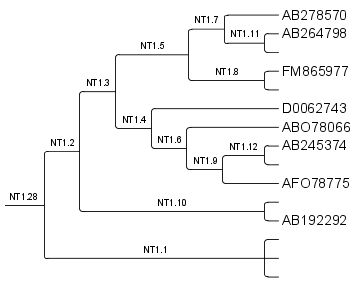 AB278570
NT1.7
NT1.11
AB264798
NT1.5
FM865977
NT1.8
NT1.3
D0062743
NT1.4
ABO78066
NT1.6
NT1.12
AB245374
NT1.2
NT1.9
AFO78775
NT1.28
NT1.10
AB192292
NT1.1